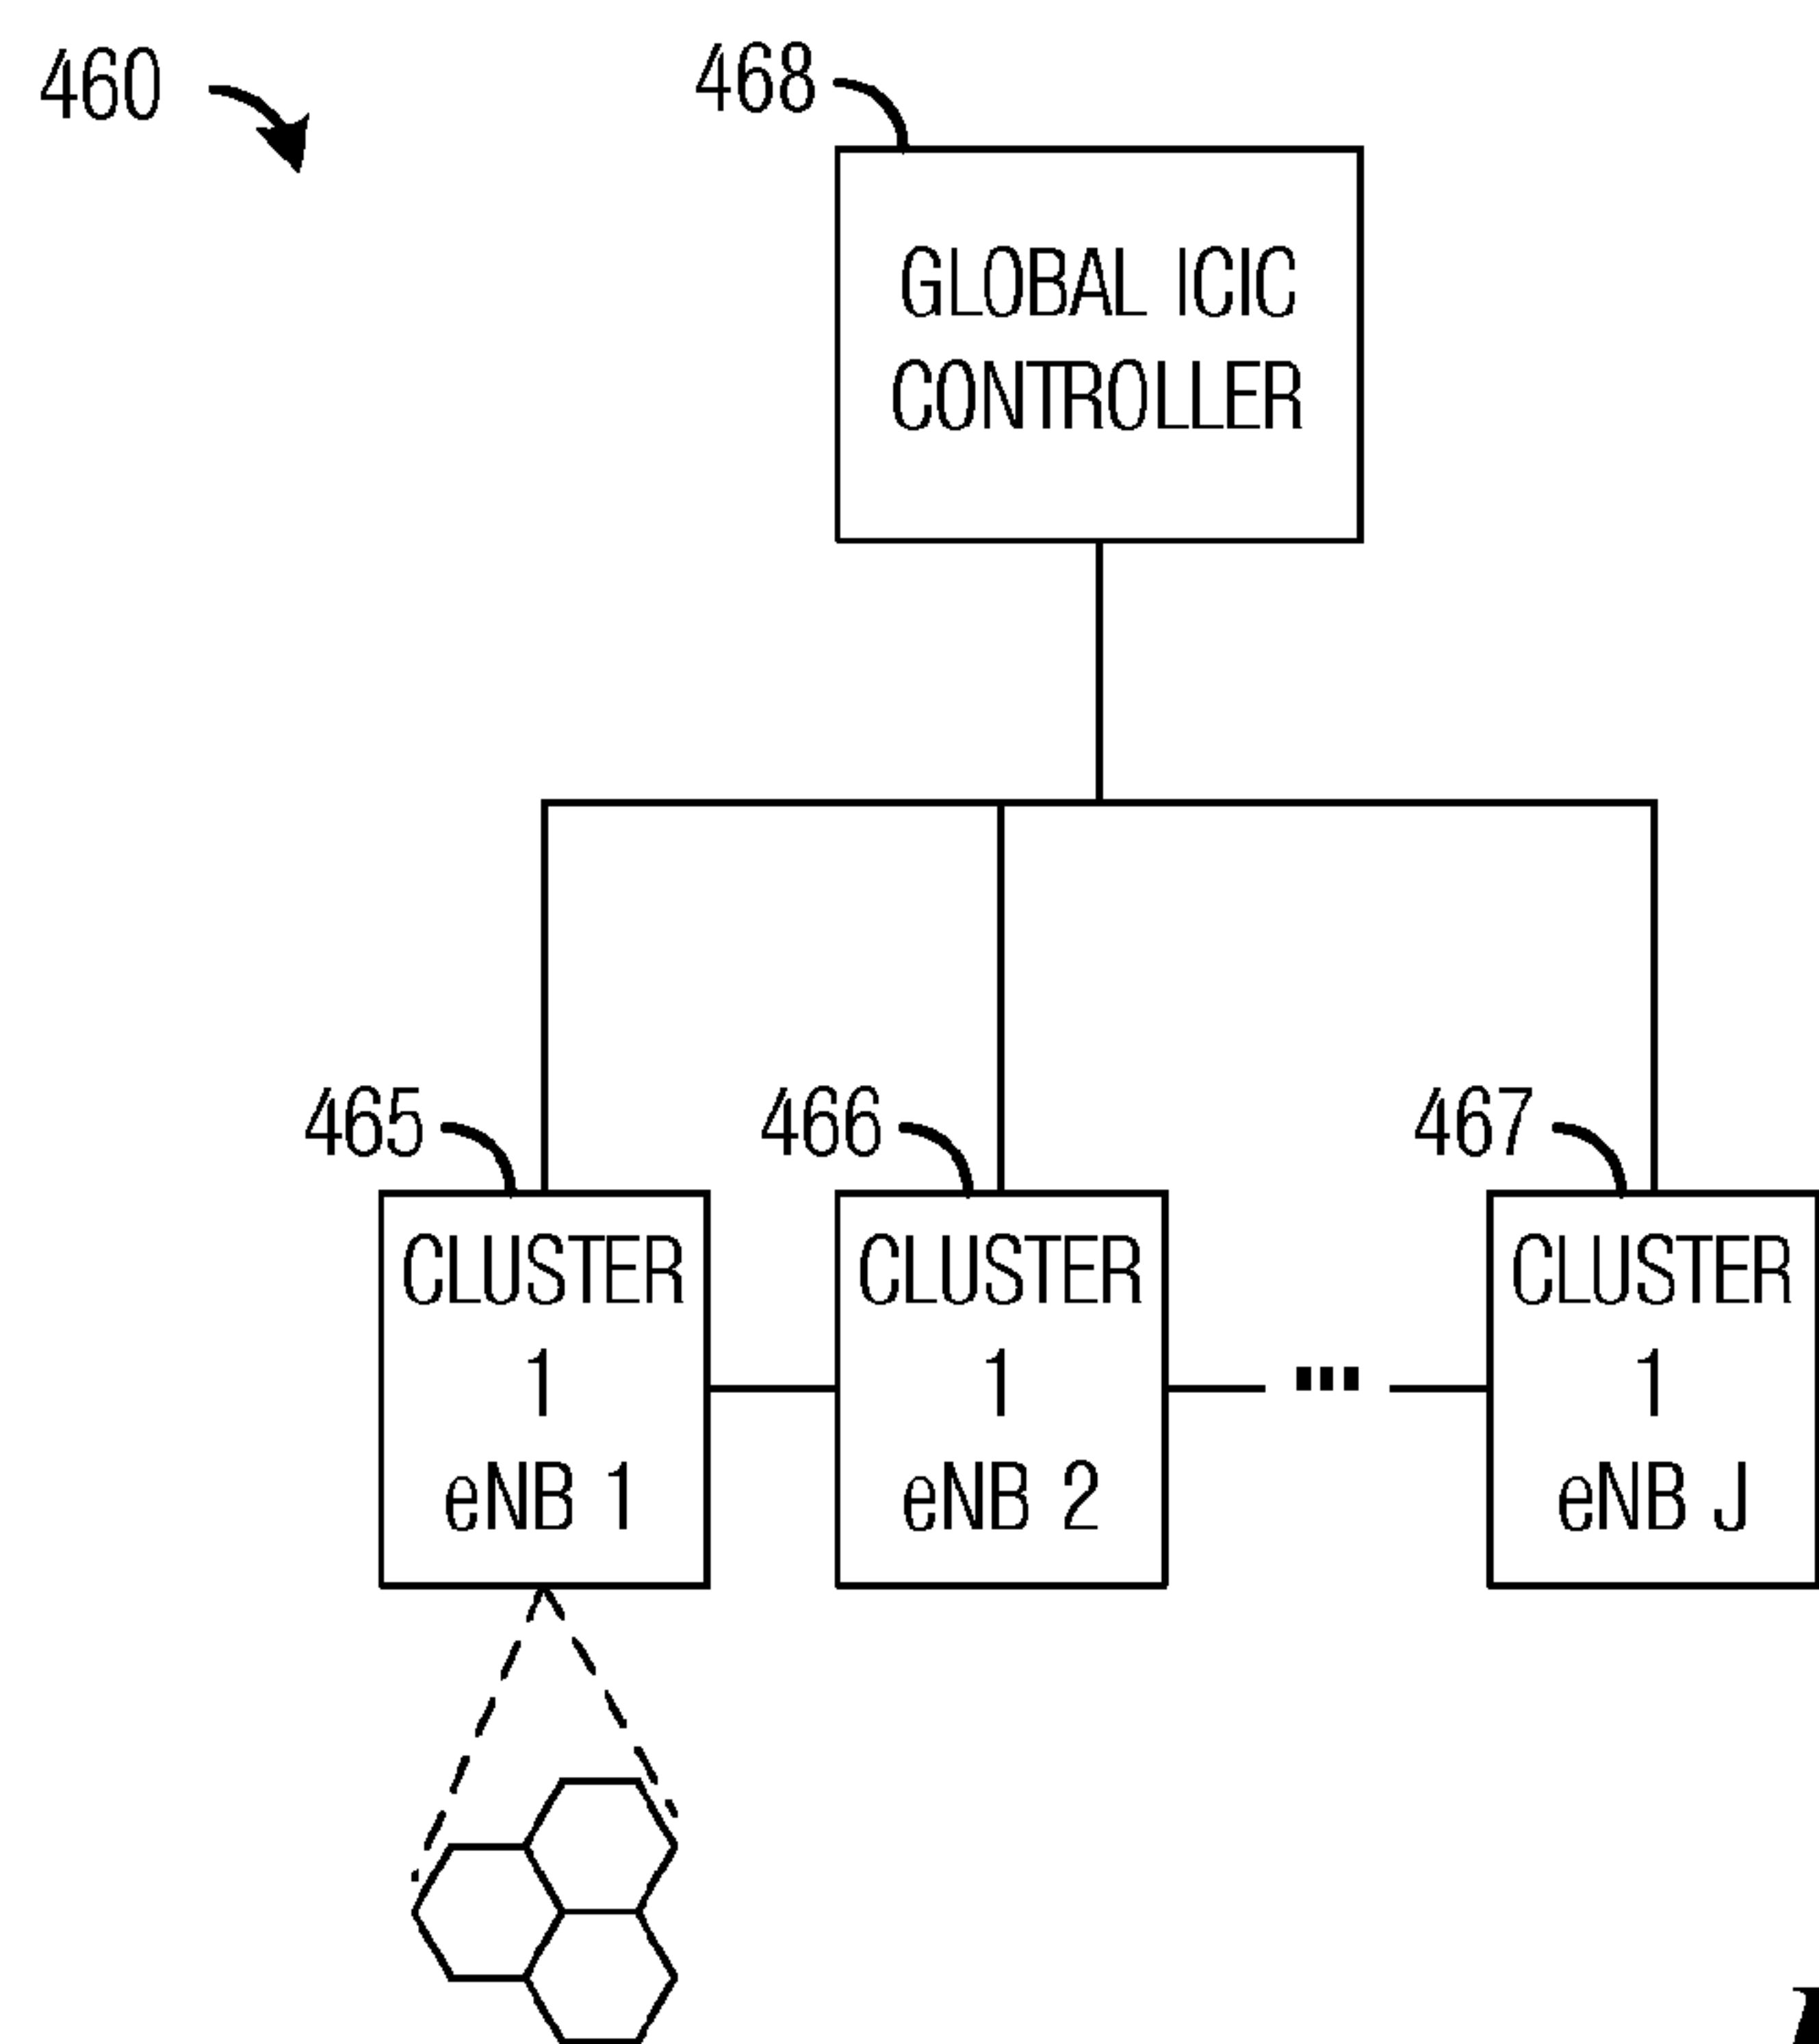 460
468
GLOBAL ICIC
CONTROLLER
465
466
467
CLUSTER
1
eNB 1
CLUSTER
1
eNB 2
...
CLUSTER
1
eNB J